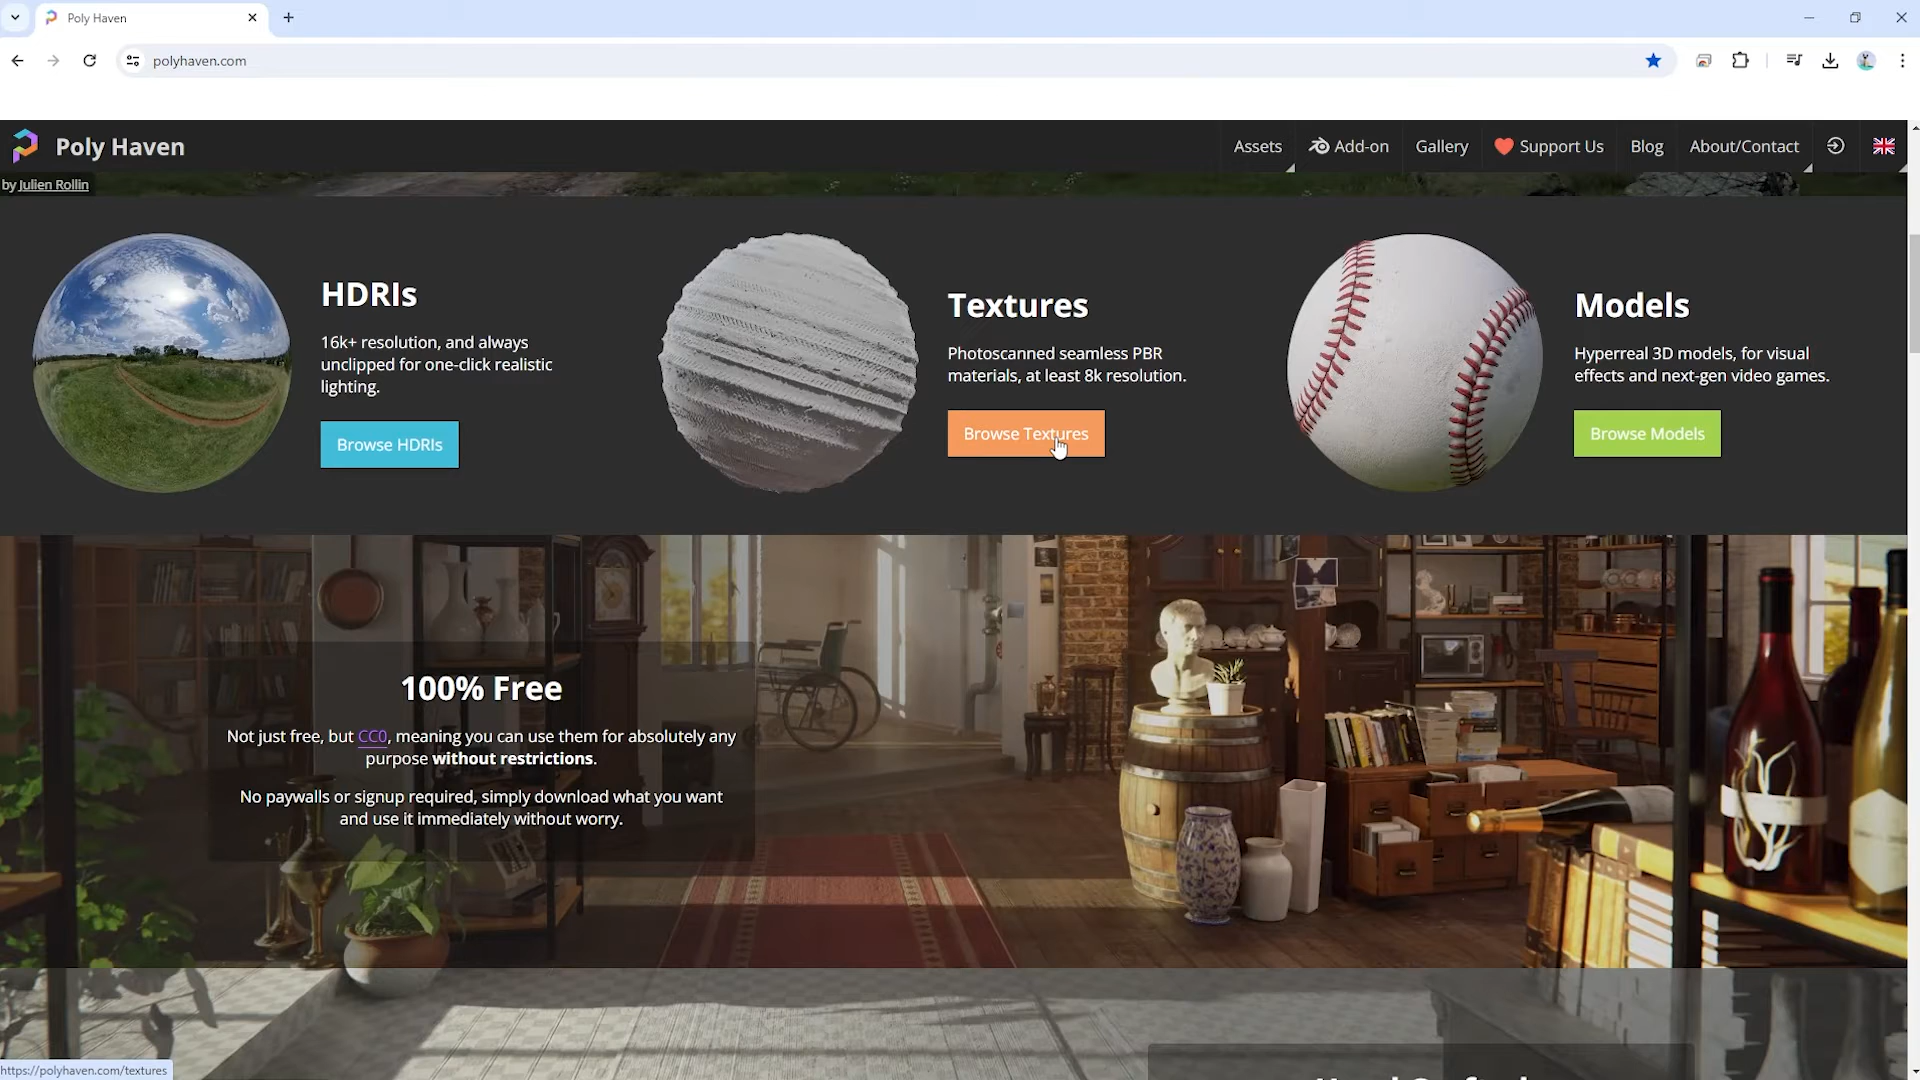 Poly Haven
polyhaven.com
Poly Haven
Assets
Add-on
Gallery
Support Us
Blog
About/Contact
by Julien Rollin
HDRIs
16k+ resolution, and always
unclipped for one-click realistic
lighting.
Browse HDRIs
Textures
Photoscanned seamless PBR
materials, at least 8k resolution.
Browse Textures
Models
Hyperreal 3D models, for visual
effects and next-gen video games.
Browse Models
100% Free
Not just free, but CC0, meaning you can use them for absolutely any
purpose without restrictions.
No paywalls or signup required, simply download what you want
and use it immediately without worry.
https://polyhaven.com/textures